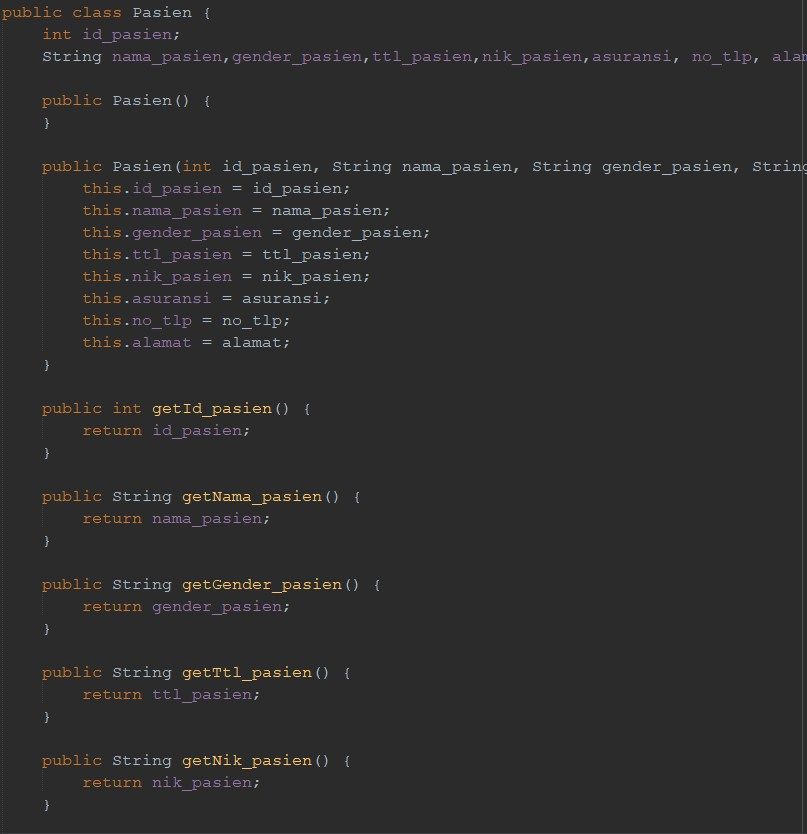 public class Pasien {
int id_pasien;
String nama_pasien,gender_pasien,ttl_pasien,nik_pasien,asuransi, no_tlp,
public Pasien() {
}
public Pasien(int id_pasien, String nama_pasien, String gender_pasien, String
this.id_pasien = id_pasien;
this.nama_pasien = nama_pasien;
this.gender_pasien = gender_pasien;
this.ttl_pasien = ttl_pasien;
this.nik_pasien = nik_pasien;
this.asuransi = asuransi;
this.no_tlp = no_tlp;
this.alamat = alamat;
}
public int getId_pasien() {
return id_pasien;
}
public String getNama_pasien() {
return nama_pasien;
}
public String getGender_pasien() {
return gender_pasien;
}
public String getTtl_pasien() {
return ttl_pasien;
}
public String getNik_pasien() {
return nik_pasien;
}